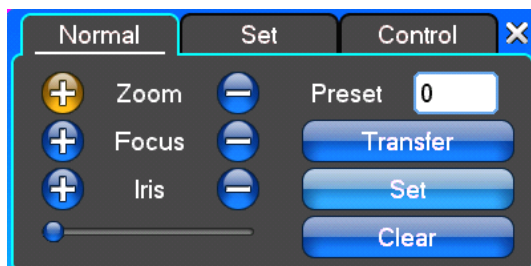 Normal Set Control
Zoom Preset 0
Focus Transfer
Iris Set
Clear